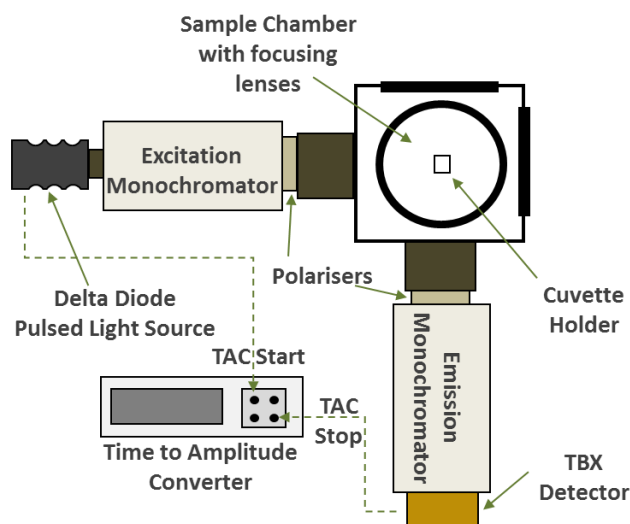 Sample Chamber
with focusing
lenses
Excitation
Monochromator
Polarisers
Delta Diode
Pulsed Light Source
Cuvette
Holder
TAC Start
Emission
Monochromator
TAC
Stop
Time to Amplitude
Converter
TBX
Detector